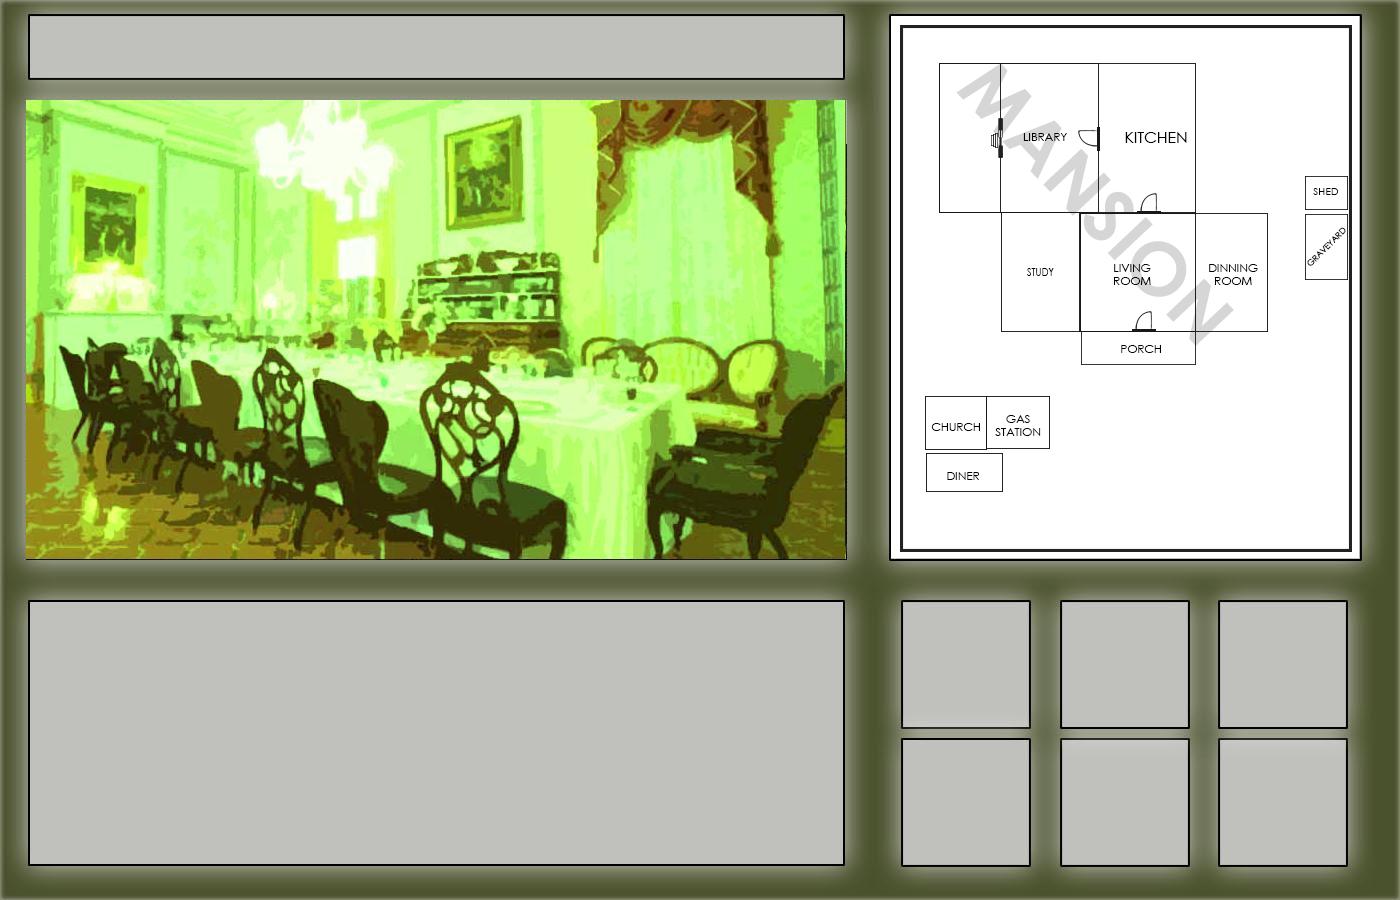 MANSION
LIBRARY
KITCHEN
SHED
GRAVEYARD
STUDY
LIVING
ROOM
DINNING
ROOM
PORCH
CHURCH
GAS
STATION
DINER